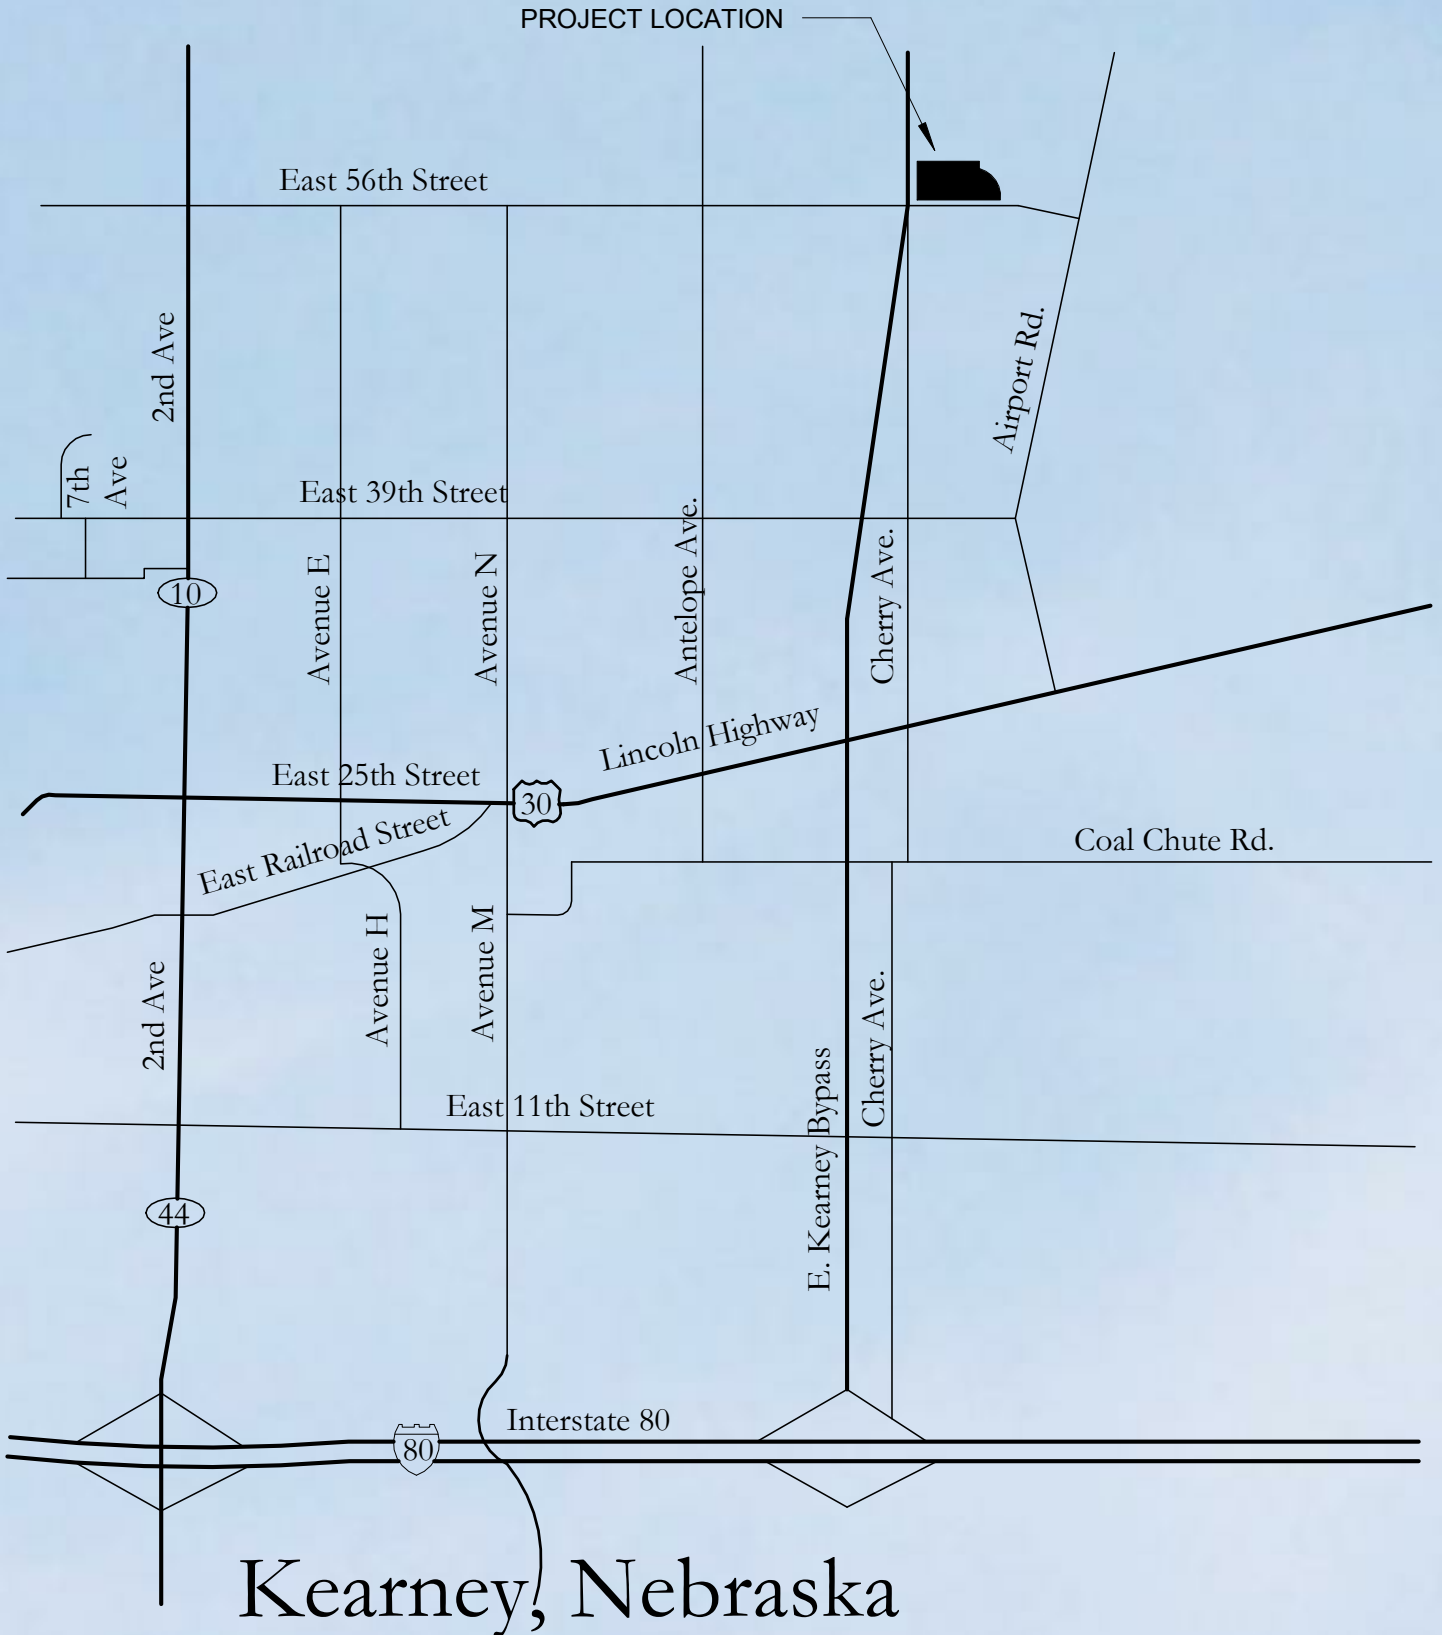 PROJECT LOCATION
East 56th Street
2nd Ave
Airport Rd.
7th
Ave
East 39th Street
Avenue E
Avenue N
Antelope Ave.
Cherry Ave.
10
Lincoln Highway
East 25th Street
30
East Railroad Street
Coal Chute Rd.
2nd Ave
Avenue H
Avenue M
Cherry Ave.
E. Kearney Bypass
East 11th Street
44
Interstate 80
80
Kearney, Nebraska